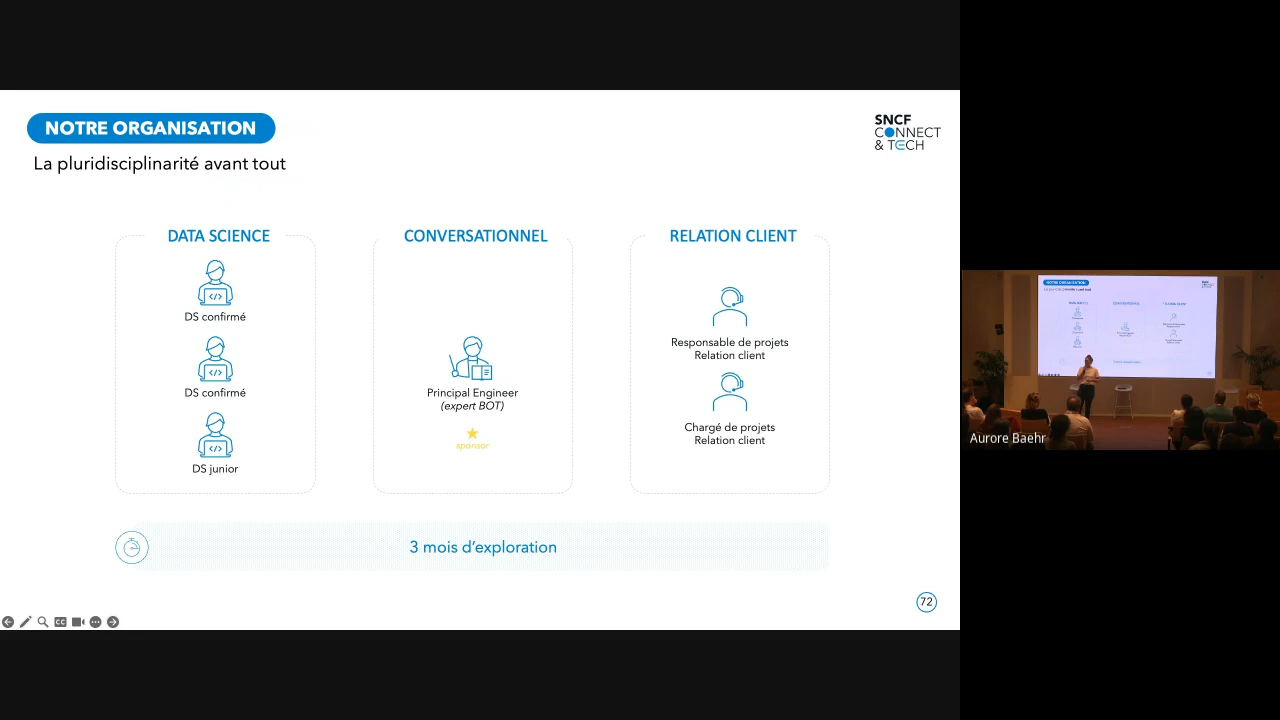 NOTRE ORGANISATION
La pluridisciplinarité avant tout
SNCF
CONNECT
& TECH
DATA SCIENCE
DS confirmé
DS confirmé
DS junior
CONVERSATIONNEL
Principal Engineer
(expert BOT)
sponsor
RELATION CLIENT
Responsable de projets
Relation client
Chargé de projets
Relation client
3 mois d'exploration
72
CC
Aurore Baehr